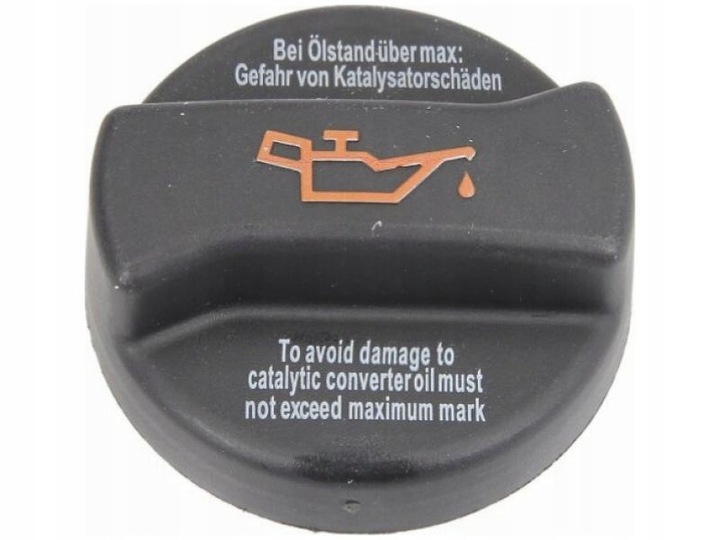 Bei Ölstand über max:
Gefahr von Katalysatorschäden
To avoid damage to
catalytic converter oil must
not exceed maximum mark